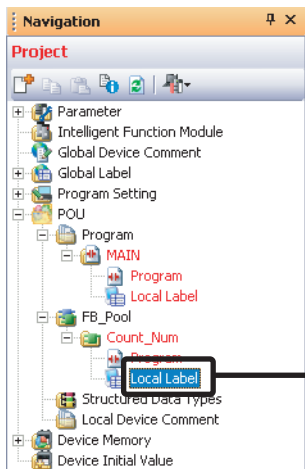 Navigation
Project
Parameter
Intelligent Function Module
Global Device Comment
Global Label
Program Setting
POU
Program
MAIN
Program
Local Label
FB_Pool
Count_Num
Program
Local Label
Structured Data Types
Local Device Comment
Device Memory
Device Initial Value